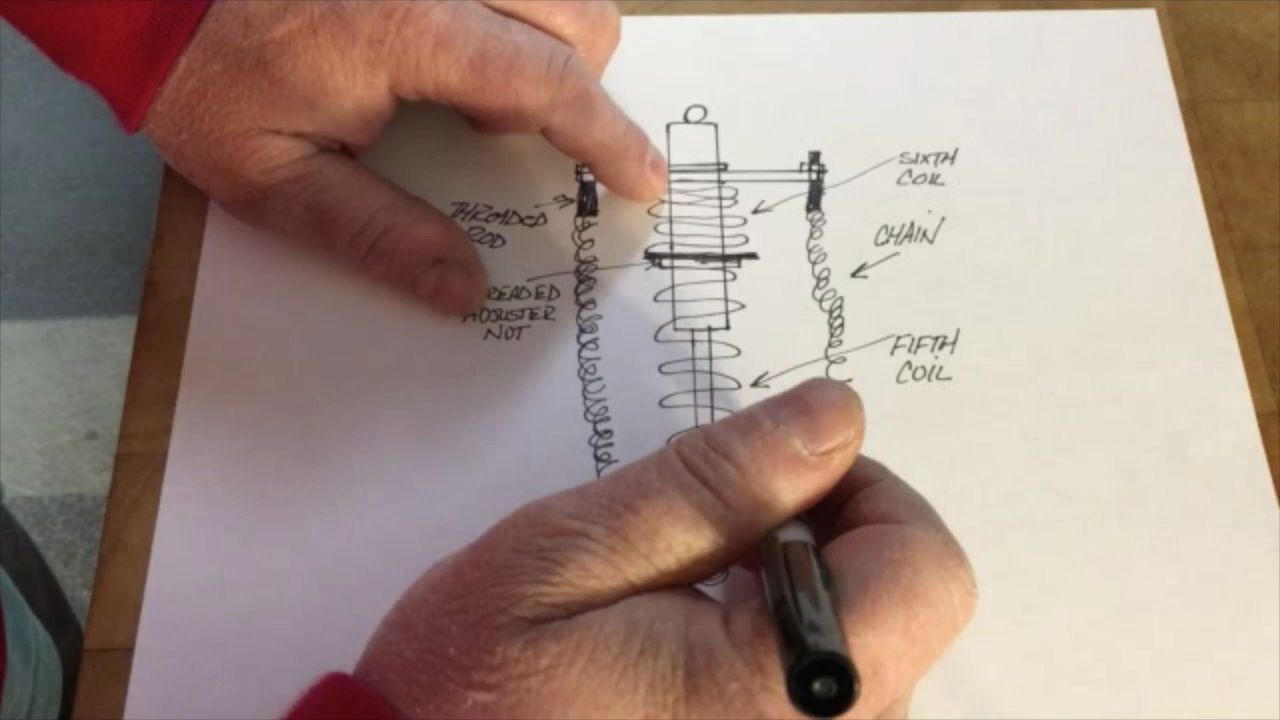 SIXTH
COIL
THREADED
ROD
CHAIN
READED
ADJUSTER
NUT
FIFTH
COIL